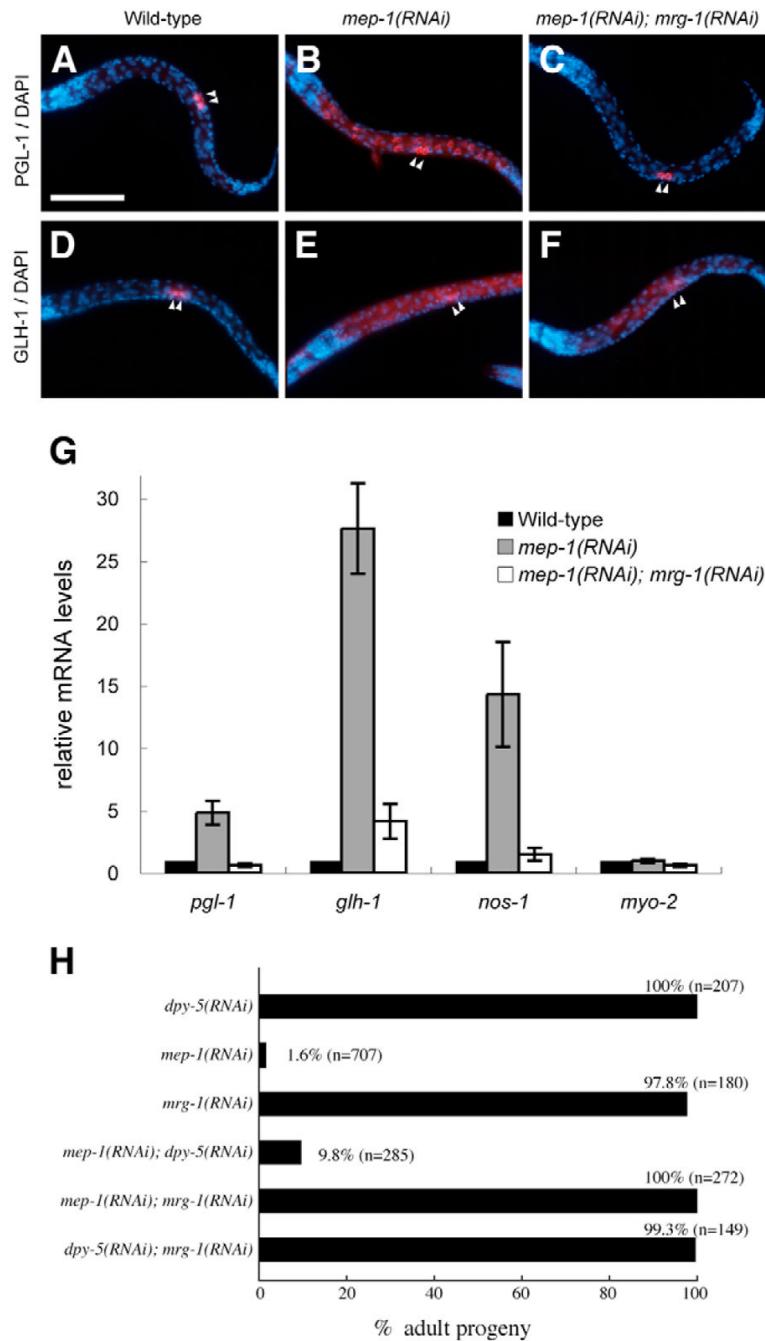 Wild-type mep-1(RNAi) mep-1(RNAi); mrg-1(RNAi)
PGL-1 / DAPI
A B C
GLH-1 / DAPI
D E F
G
relative mRNA levels
30
25
20
15
10
5
0
Wild-type
mep-1(RNAi)
mep-1(RNAi); mrg-1(RNAi)
pgl-1 glh-1 nos-1 myo-2
H
dpy-5(RNAi) 100% (n=207)
mep-1(RNAi) 1.6% (n=707)
mrg-1(RNAi) 97.8% (n=180)
mep-1(RNAi); dpy-5(RNAi) 9.8% (n=285)
mep-1(RNAi); mrg-1(RNAi) 100% (n=272)
dpy-5(RNAi); mrg-1(RNAi) 99.3% (n=149)
0 20 40 60 80 100
% adult progeny